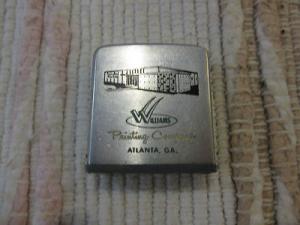 WILLIAMS
Printing Company
ATLANTA, GA.